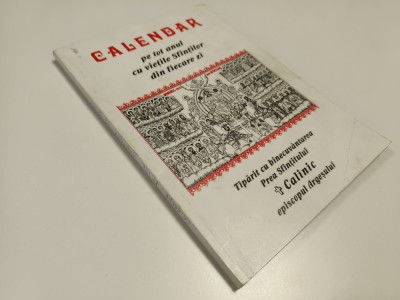 CALENDAR
pe tot anul
cu vieţile Sfinţilor
din fiecare zi
Tipărit cu binecuvântarea
Prea Sfinţitului
✝ Calinic
episcopul Argeşului